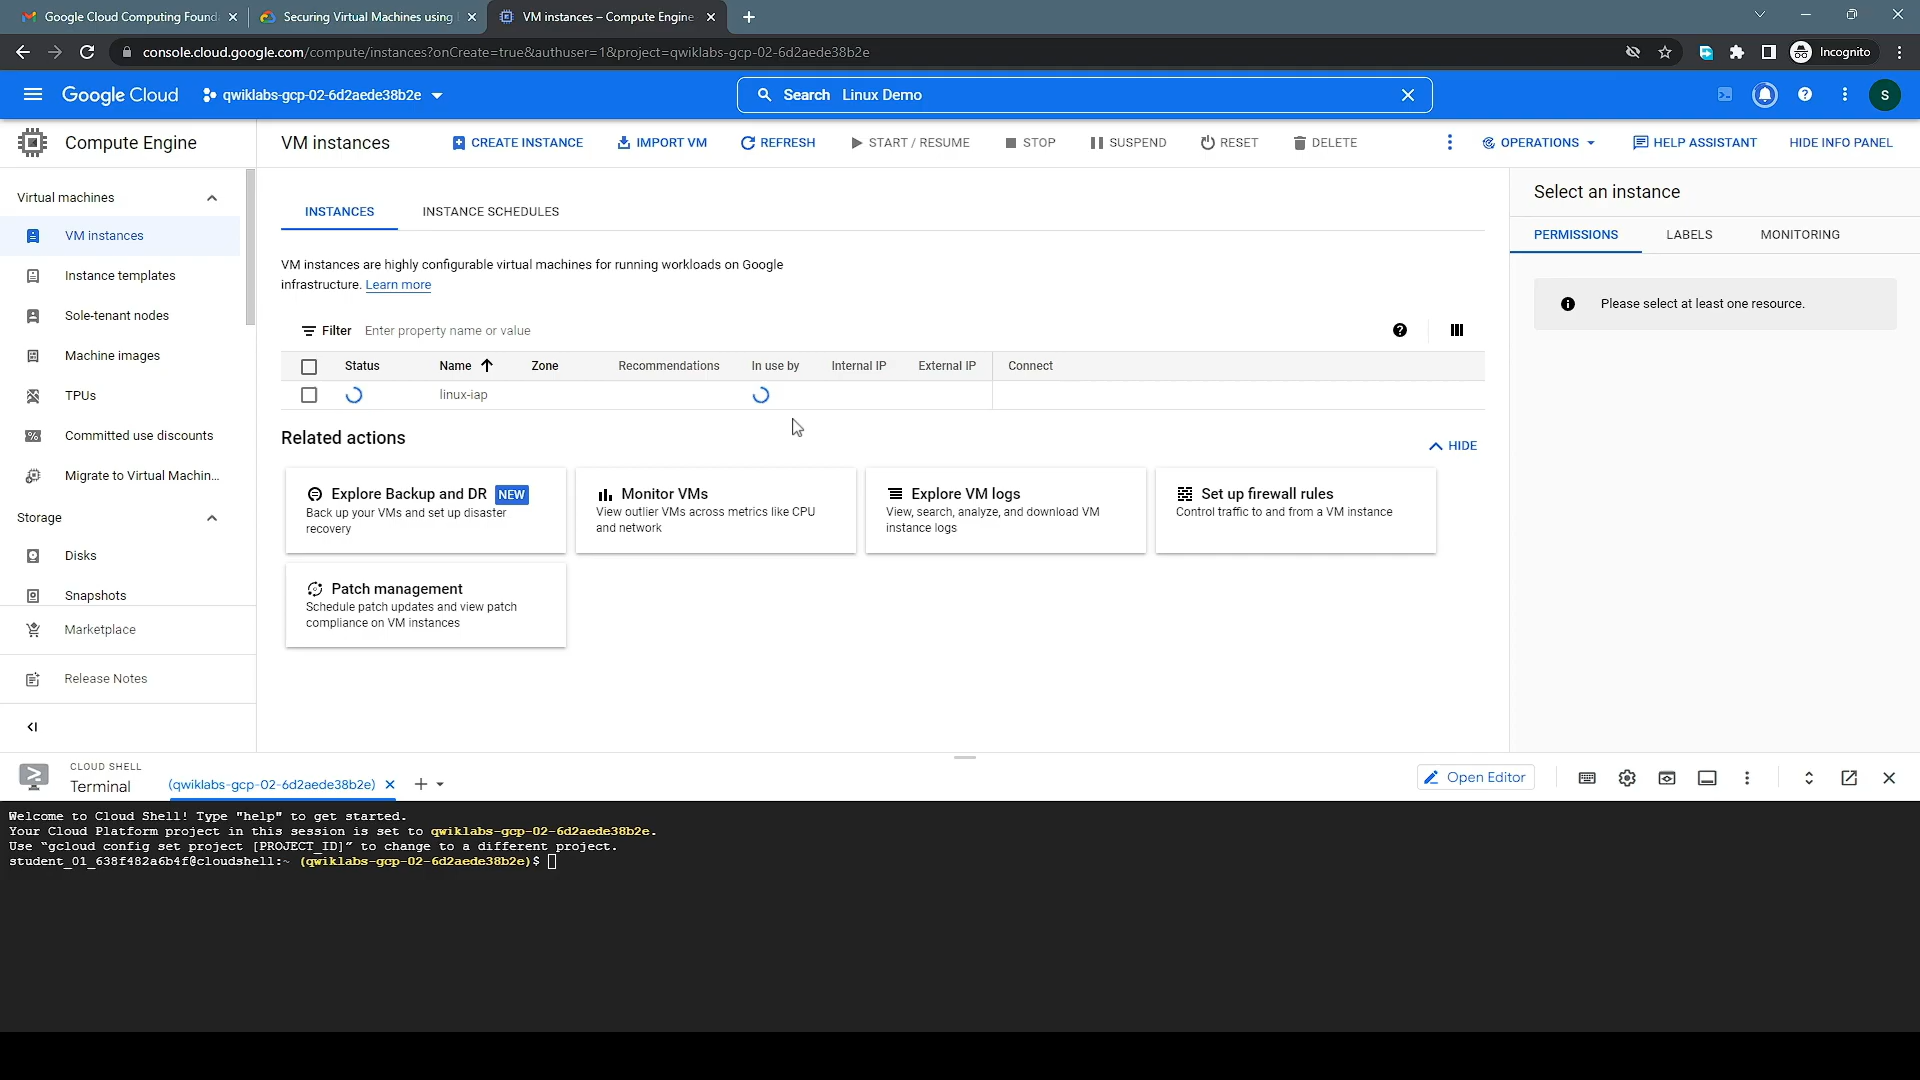 Google Cloud Computing Found
Securing Virtual Machines using
VM instances – Compute Engine
console.cloud.google.com/compute/instances?onCreate=true&authuser=1&project=qwiklabs-gcp-02-6d2aede38b2e
Incognito
Google Cloud
qwiklabs-gcp-02-6d2aede38b2e
Search Linux Demo
S
Compute Engine
VM instances
CREATE INSTANCE
IMPORT VM
REFRESH
START / RESUME
STOP
SUSPEND
RESET
DELETE
OPERATIONS
HELP ASSISTANT
HIDE INFO PANEL
Virtual machines
VM instances
Instance templates
Sole-tenant nodes
Machine images
TPUs
Committed use discounts
Migrate to Virtual Machin...
Storage
Disks
Snapshots
Marketplace
Release Notes
INSTANCES
INSTANCE SCHEDULES
VM instances are highly configurable virtual machines for running workloads on Google
infrastructure. Learn more
Filter Enter property name or value
Status Name Zone Recommendations In use by Internal IP External IP Connect
linux-iap
Related actions
HIDE
Explore Backup and DR NEW
Back up your VMs and set up disaster
recovery
Monitor VMs
View outlier VMs across metrics like CPU
and network
Explore VM logs
View, search, analyze, and download VM
instance logs
Set up firewall rules
Control traffic to and from a VM instance
Patch management
Schedule patch updates and view patch
compliance on VM instances
Select an instance
PERMISSIONS
LABELS
MONITORING
Please select at least one resource.
CLOUD SHELL
Terminal
(qwiklabs-gcp-02-6d2aede38b2e)
Open Editor
Welcome to Cloud Shell! Type "help" to get started.
Your Cloud Platform project in this session is set to qwiklabs-gcp-02-6d2aede38b2e.
Use "gcloud config set project [PROJECT_ID]" to change to a different project.
student_01_638f482a6b4f@cloudshell:~ (qwiklabs-gcp-02-6d2aede38b2e)$